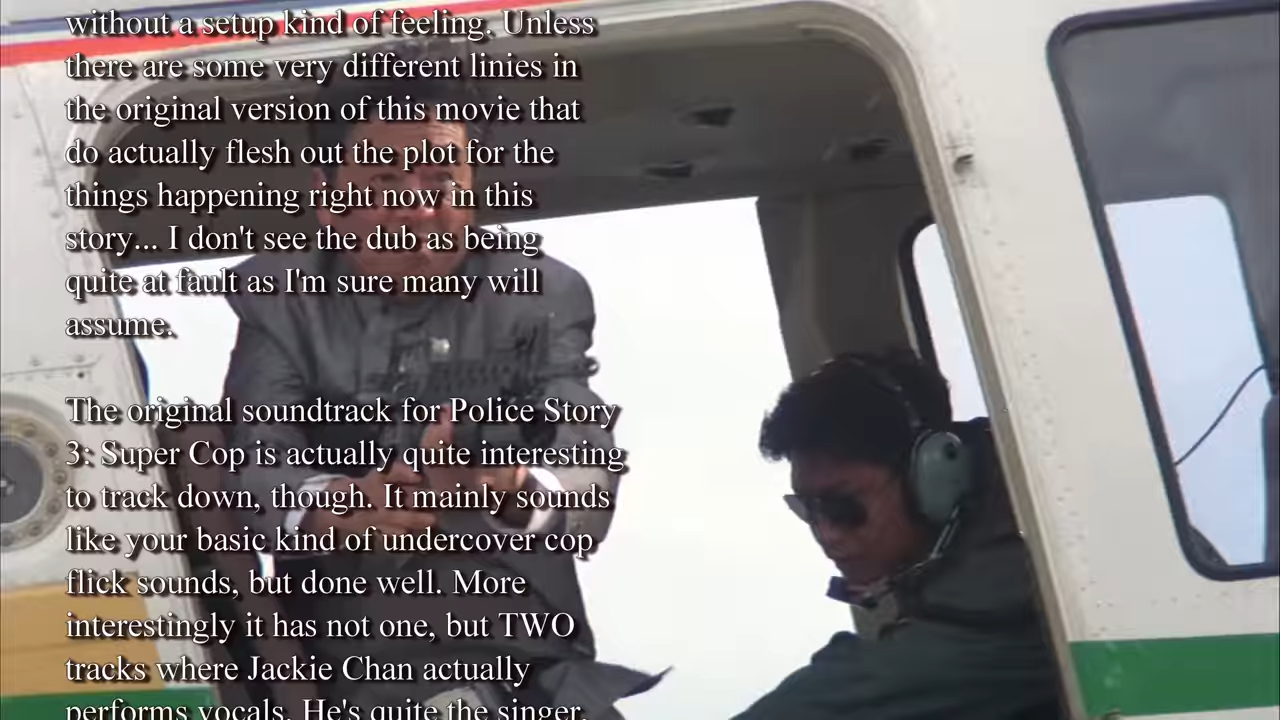 without a setup kind of feeling. Unless
there are some very different linies in
the original version of this movie that
do actually flesh out the plot for the
things happening right now in this
story... I don't see the dub as being
quite at fault as I'm sure many will
assume.
The original soundtrack for Police Story
3: Super Cop is actually quite interesting
to track down, though. It mainly sounds
like your basic kind of undercover cop
flick sounds, but done well. More
interestingly it has not one, but TWO
tracks where Jackie Chan actually
performs vocals. He's quite the singer,